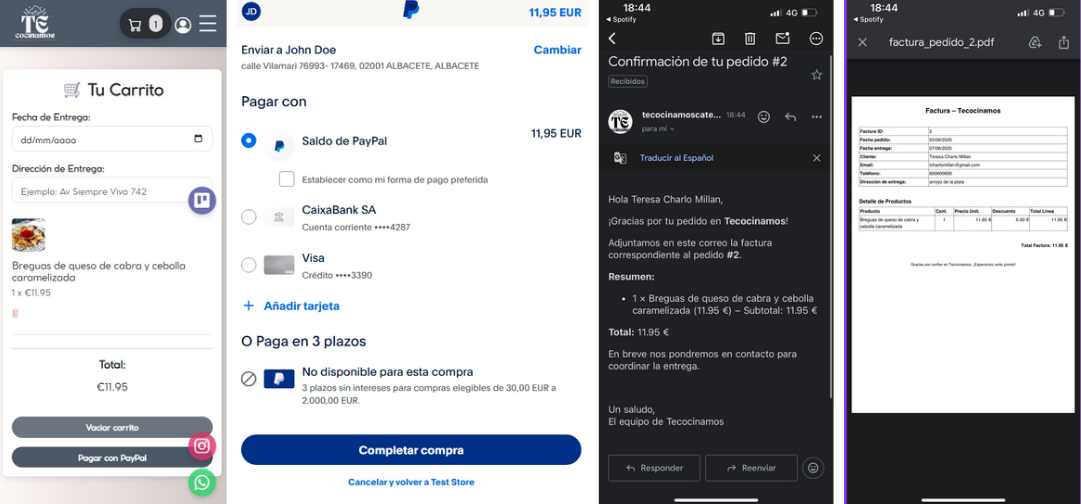 TE
COCINAMOS
1
Tu Carrito
Fecha de Entrega:
dd/mm/aaaa
Dirección de Entrega:
Ejemplo: Av Siempre Viva 742
Breguas de queso de cabra y cebolla
caramelizada
1 x €11.95
Total:
€11.95
Vaciar carrito
Pagar con PayPal
JD
11,95 EUR
Enviar a John Doe
Cambiar
calle Vilamarí 76993- 17469, 02001 ALBACETE, ALBACETE
Pagar con
Saldo de PayPal
11,95 EUR
Establecer como mi forma de pago preferida
CaixaBank SA
Cuenta corriente ••••4287
Visa
Crédito ••••3390
+ Añadir tarjeta
O Paga en 3 plazos
No disponible para esta compra
3 plazos sin intereses para compras elegibles de 30,00 EUR a
2.000,00 EUR.
Completar compra
Cancelar y volver a Test Store
18:44
4G
Spotify
Confirmación de tu pedido #2
Recibidos
TE
tecocinamoscate... 18:44
para mí
Traducir al Español
Hola Teresa Charlo Millan,
¡Gracias por tu pedido en Tecocinamos!
Adjuntamos en este correo la factura
correspondiente al pedido #2.
Resumen:
• 1 × Breguas de queso de cabra y cebolla
caramelizada (11.95 €) – Subtotal: 11.95 €
Total: 11.95 €
En breve nos pondremos en contacto para
coordinar la entrega.
Un saludo,
El equipo de Tecocinamos
Responder
Reenviar
18:44
4G
Spotify
factura_pedido_2.pdf
Factura – Tecocinamos
Factura ID: 2
Fecha pedido: 05/06/2025
Fecha entrega: 07/06/2025
Cliente: Teresa Charlo Millan
Email: tcharlomillan@gmail.com
Teléfono: 600600600
Dirección de entrega: arroyo de la plata
Detalle de Productos
Producto Cant. Precio Unit. Descuento Total Línea
Breguas de queso de cabra y 1 11.95 € 0.00 € 11.95 €
cebolla caramelizada
Total Factura: 11.95 €
Gracias por confiar en Tecocinamos. ¡Esperamos verle pronto!